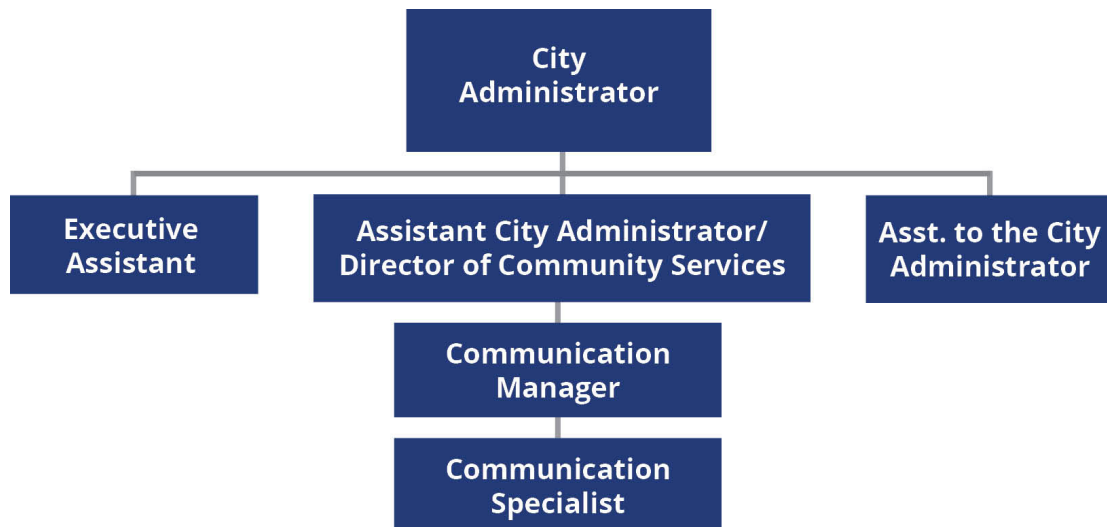 City
Administrator
Executive
Assistant
Assistant City Administrator/
Director of Community Services
Asst. to the City
Administrator
Communication
Manager
Communication
Specialist